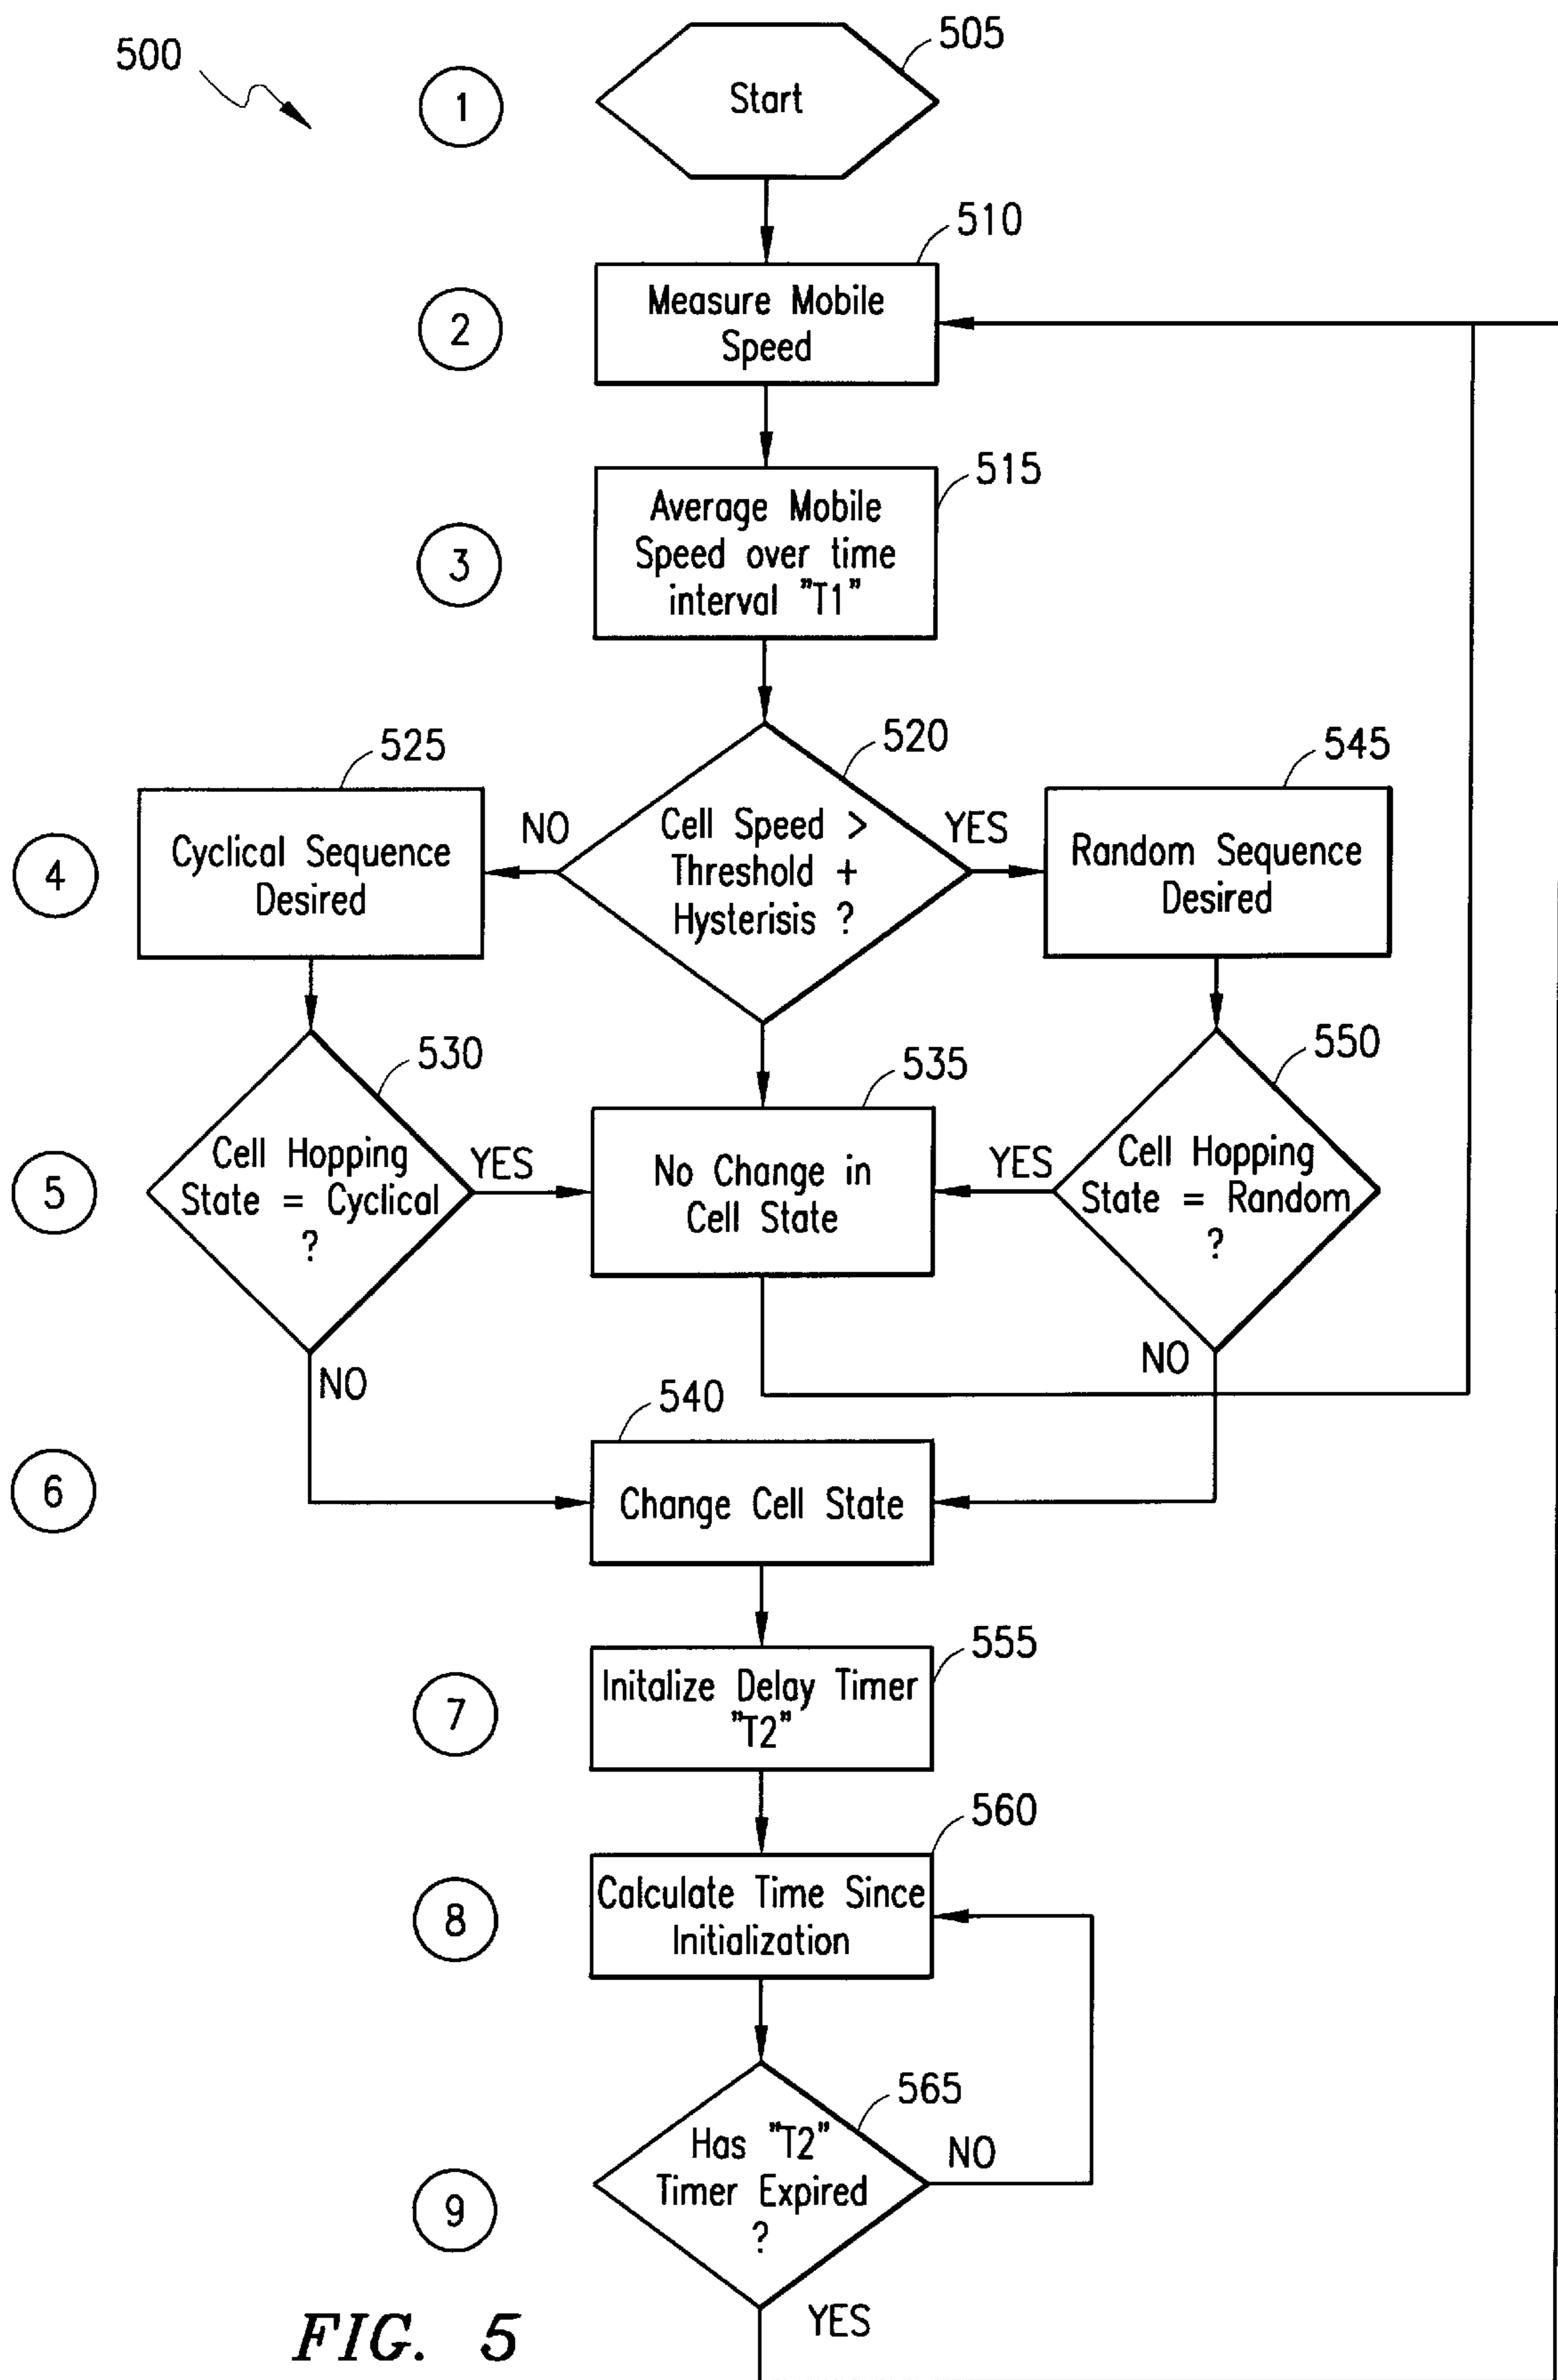 500
505
1
Start
510
2
Measure Mobile
Speed
515
3
Average Mobile
Speed over time
interval "T1"
525
520
545
4
Cyclical Sequence
Desired
NO
Cell Speed >
Threshold +
Hysterisis ?
YES
Random Sequence
Desired
530
535
550
5
Cell Hopping
State = Cyclical
?
YES
No Change in
Cell State
YES
Cell Hopping
State = Random
?
NO
NO
540
6
Change Cell State
555
7
Initalize Delay Timer
"T2"
560
8
Calculate Time Since
Initialization
565
9
Has "T2"
Timer Expired
?
NO
YES
FIG. 5